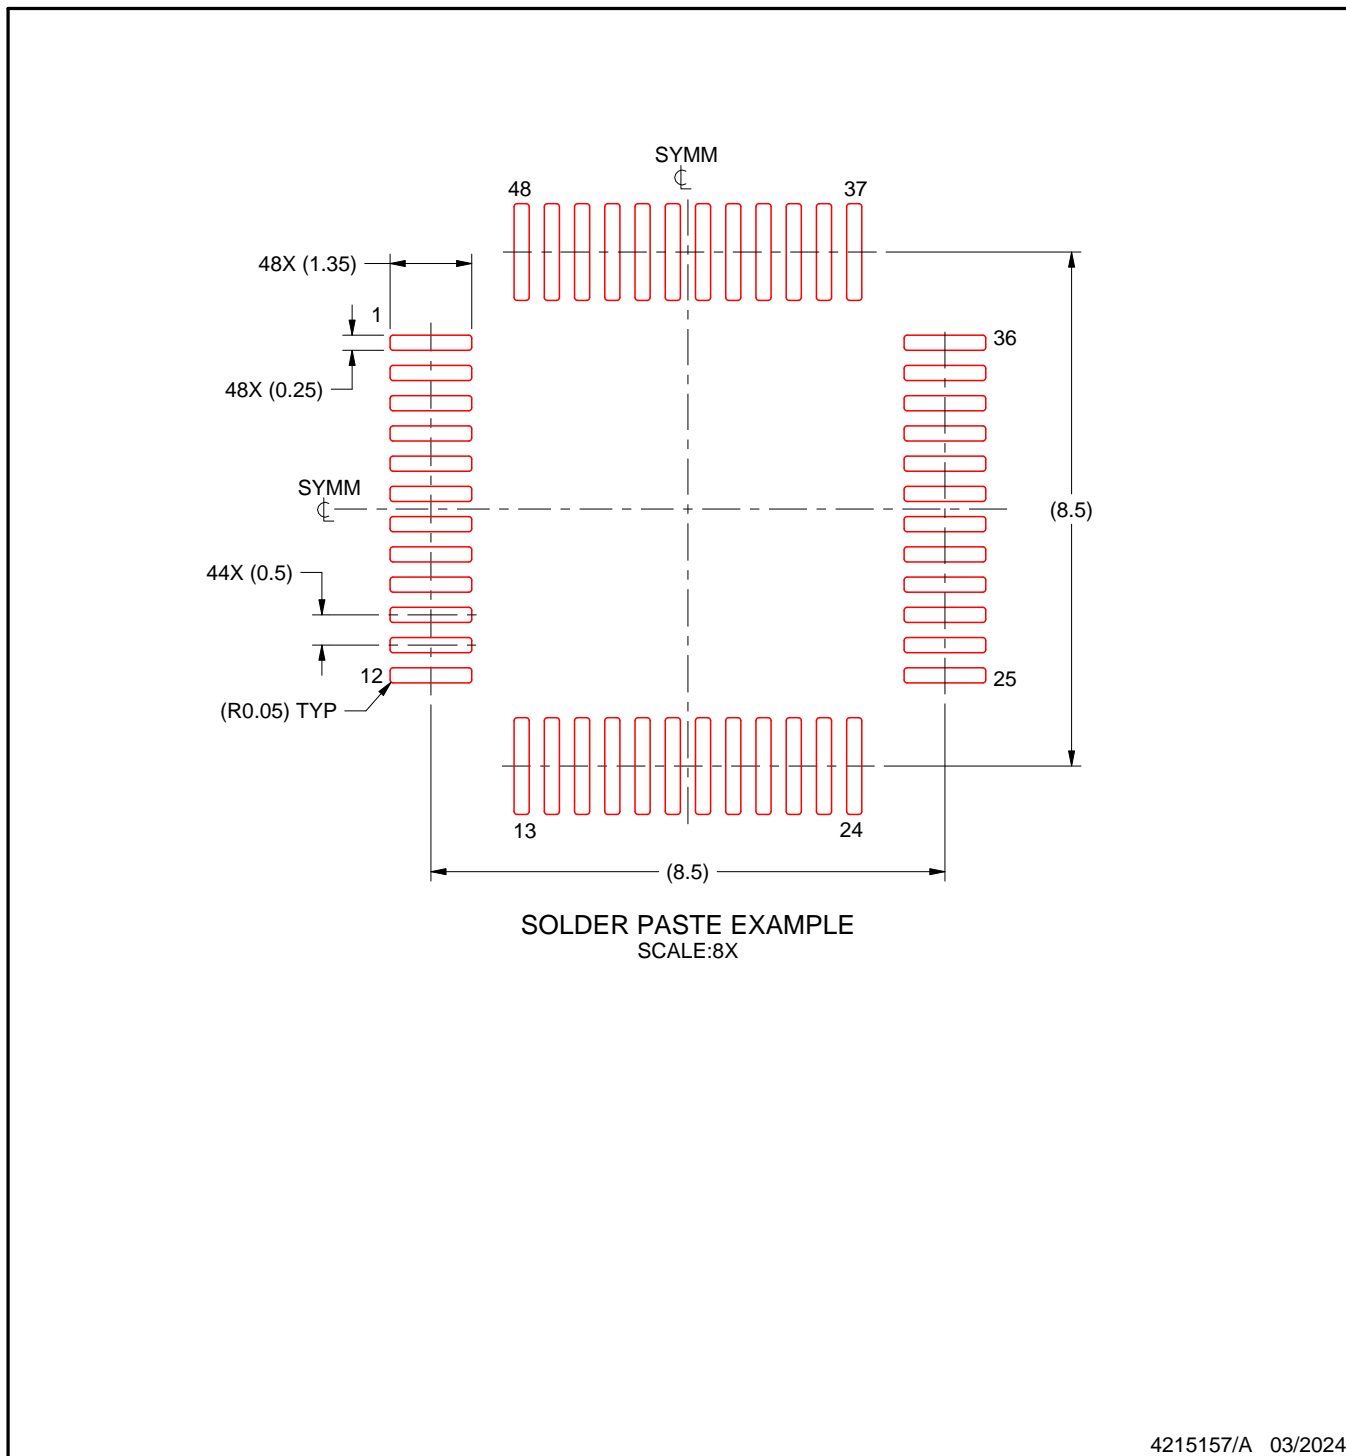 SYMM
48
37
48X (1.35)
1
36
48X (0.25)
SYMM
(8.5)
44X (0.5)
12
25
(R0.05) TYP
13
24
(8.5)
SOLDER PASTE EXAMPLE
SCALE:8X
4215157/A 03/2024